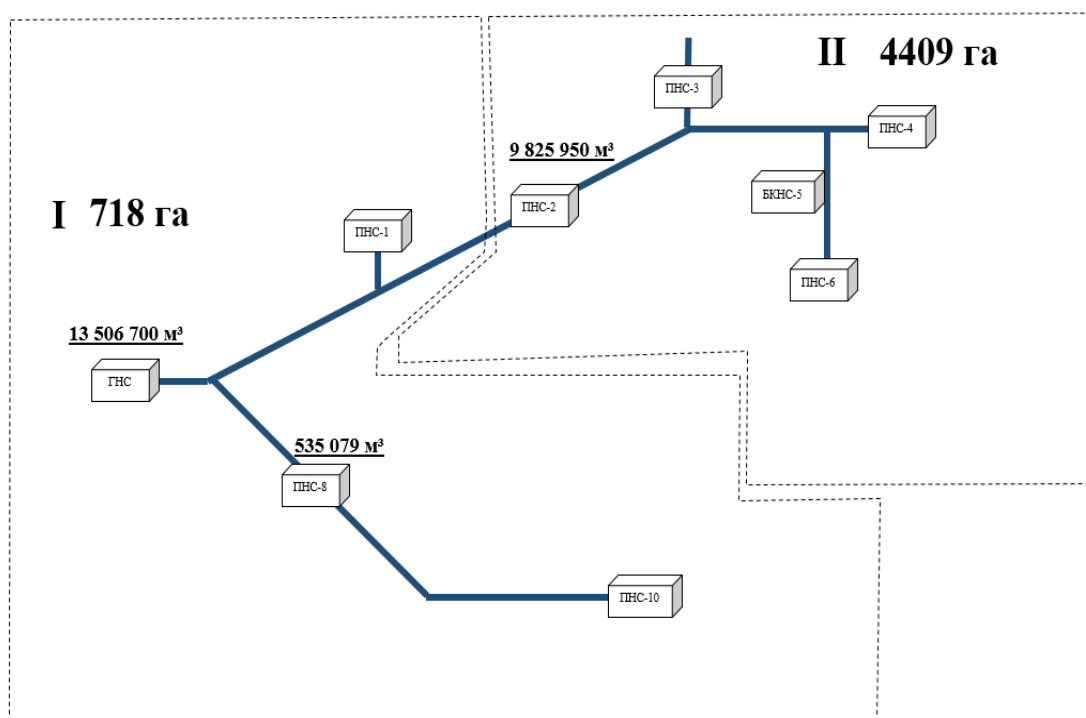 II 4409 га
ПНС-3
ПНС-4
9 825 950 м³
БКНС-5
ПНС-2
I 718 га
ПНС-1
ПНС-6
13 506 700 м³
ГНС
535 079 м³
ПНС-8
ПНС-10